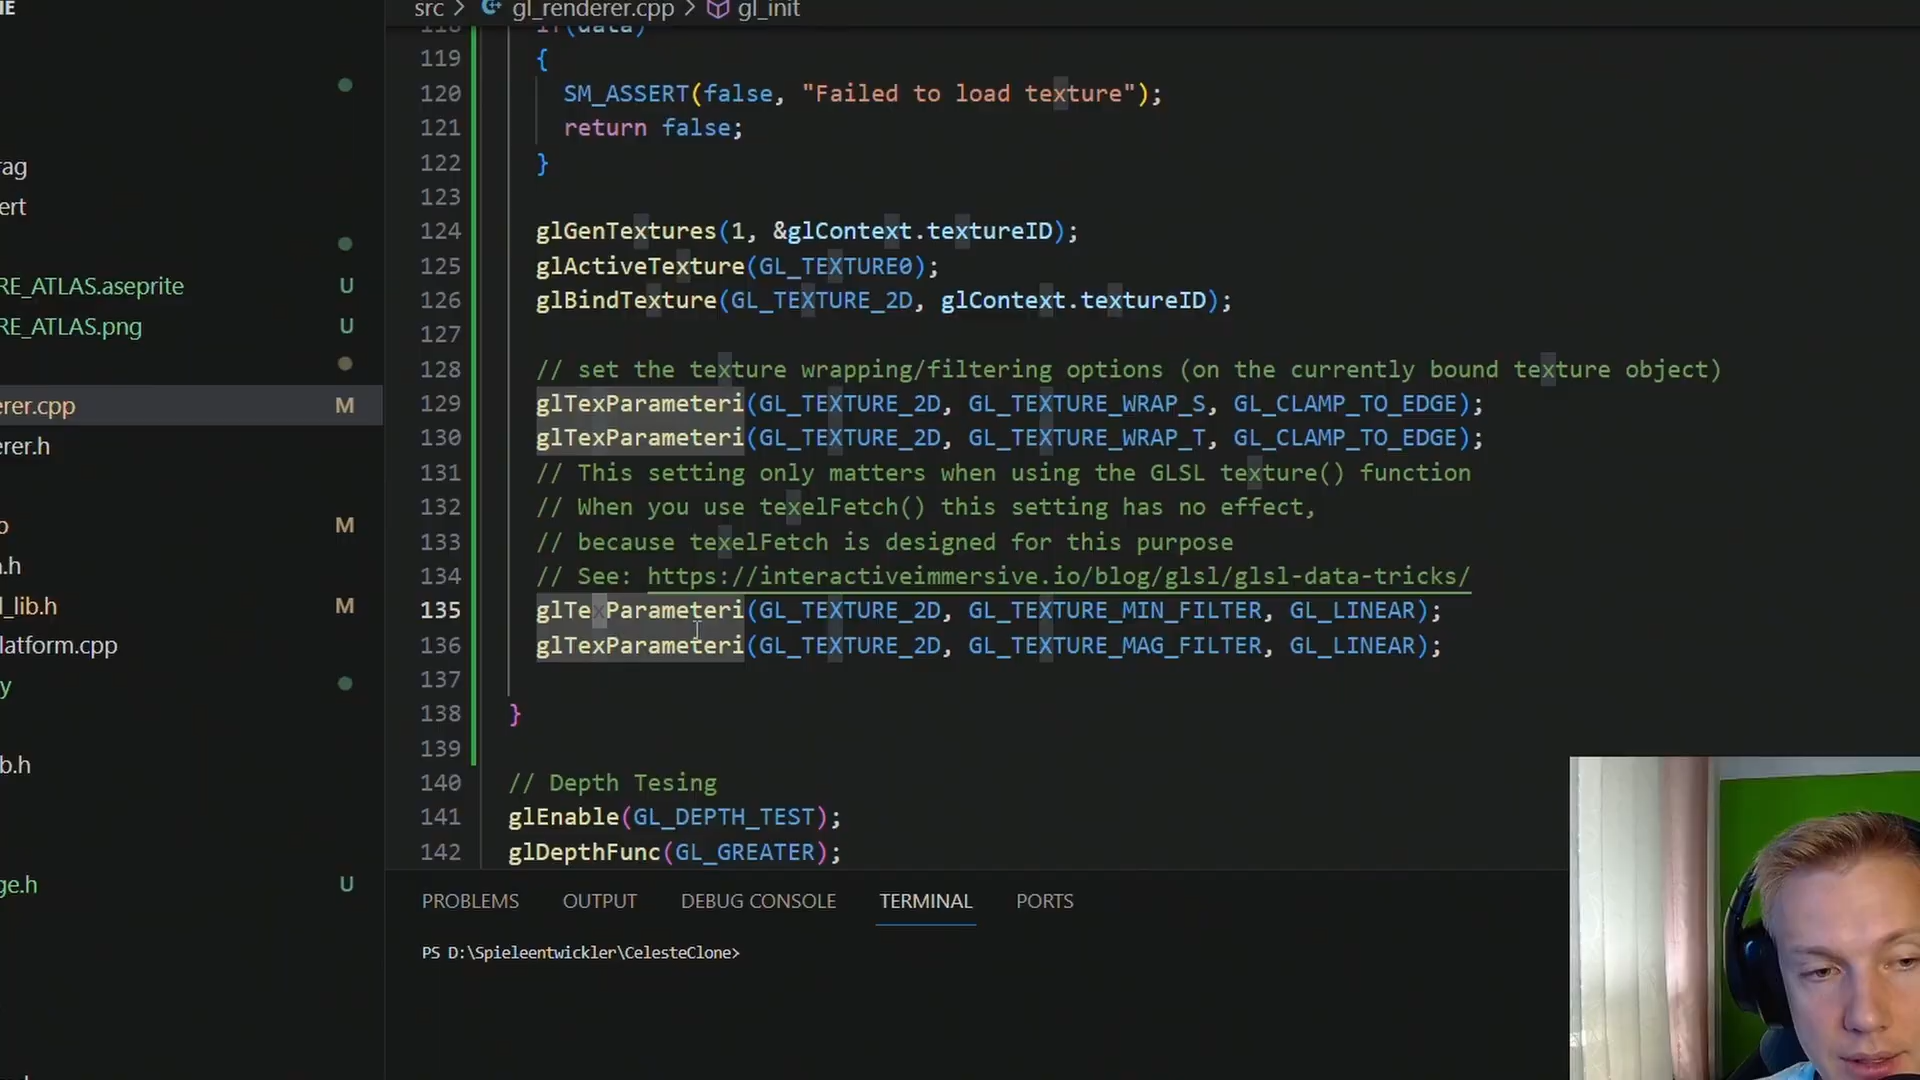 src > gl_renderer.cpp > gl_init
118 if(data)
119 {
120 SM_ASSERT(false, "Failed to load texture");
121 return false;
122 }
123
124 glGenTextures(1, &glContext.textureID);
125 glActiveTexture(GL_TEXTURE0);
126 glBindTexture(GL_TEXTURE_2D, glContext.textureID);
127
128 // set the texture wrapping/filtering options (on the currently bound texture object)
129 glTexParameteri(GL_TEXTURE_2D, GL_TEXTURE_WRAP_S, GL_CLAMP_TO_EDGE);
130 glTexParameteri(GL_TEXTURE_2D, GL_TEXTURE_WRAP_T, GL_CLAMP_TO_EDGE);
131 // This setting only matters when using the GLSL texture() function
132 // When you use texelFetch() this setting has no effect,
133 // because texelFetch is designed for this purpose
134 // See: https://interactiveimmersive.io/blog/glsl/glsl-data-tricks/
135 glTexParameteri(GL_TEXTURE_2D, GL_TEXTURE_MIN_FILTER, GL_LINEAR);
136 glTexParameteri(GL_TEXTURE_2D, GL_TEXTURE_MAG_FILTER, GL_LINEAR);
137
138 }
139
140 // Depth Tesing
141 glEnable(GL_DEPTH_TEST);
142 glDepthFunc(GL_GREATER);
rag
ert
RE_ATLAS.aseprite U
RE_ATLAS.png U
erer.cpp M
erer.h
o M
.h
l_lib.h M
latform.cpp
y
b.h
ge.h U
PROBLEMS OUTPUT DEBUG CONSOLE TERMINAL PORTS
PS D:\Spieleentwickler\CelesteClone>